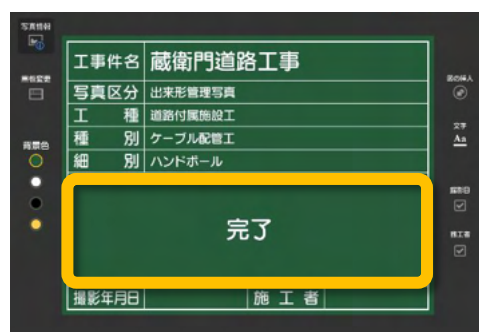 写真情報
工事件名 蔵衛門道路工事
黒板変更
写真区分 出来形管理写真
図の挿入
工 種 道路付属施設工
文字
Aa
種 別 ケーブル配管工
背景色
細 別 ハンドボール
撮影日
完了
施工者
撮影年月日 施 工 者